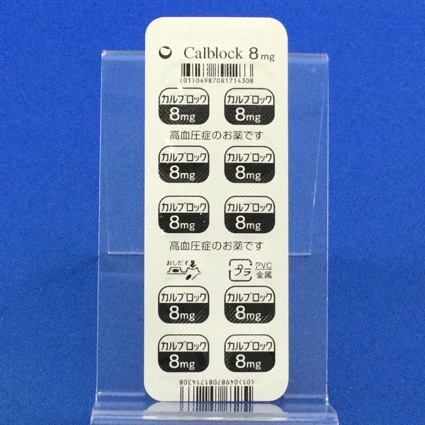 Calblock 8mg
(01)04987081714308
カルブロック カルブロック
8mg 8mg
高血圧症のお薬です
カルブロック カルブロック
8mg 8mg
カルブロック カルブロック
8mg 8mg
高血圧症のお薬です
おしだす プラ PVC
金属
カルブロック カルブロック
8mg 8mg
カルブロック カルブロック
8mg 8mg
(01)04987081714308